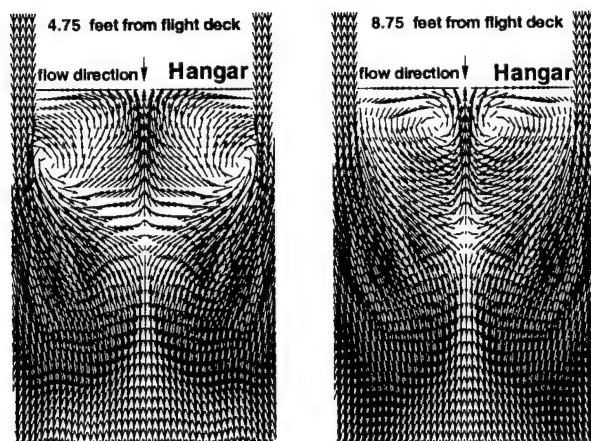 4.75 feet from flight deck
flow direction Hangar
8.75 feet from flight deck
flow direction Hangar